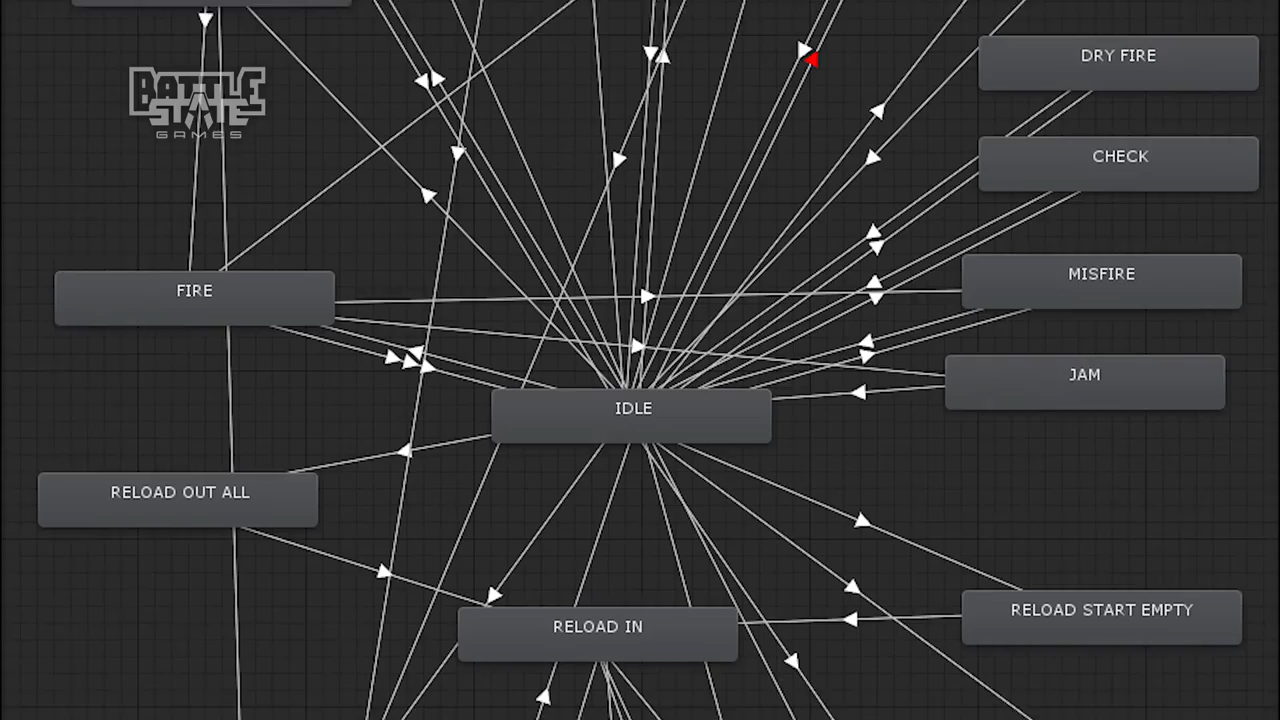 DRY FIRE
BATTLE
STATE
GAMES
CHECK
MISFIRE
FIRE
JAM
IDLE
RELOAD OUT ALL
RELOAD START EMPTY
RELOAD IN